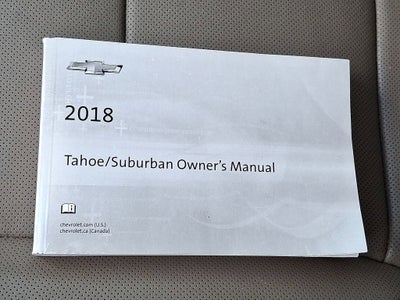 2018
Tahoe/Suburban Owner's Manual
chevrolet.com (U.S.)
chevrolet.ca (Canada)